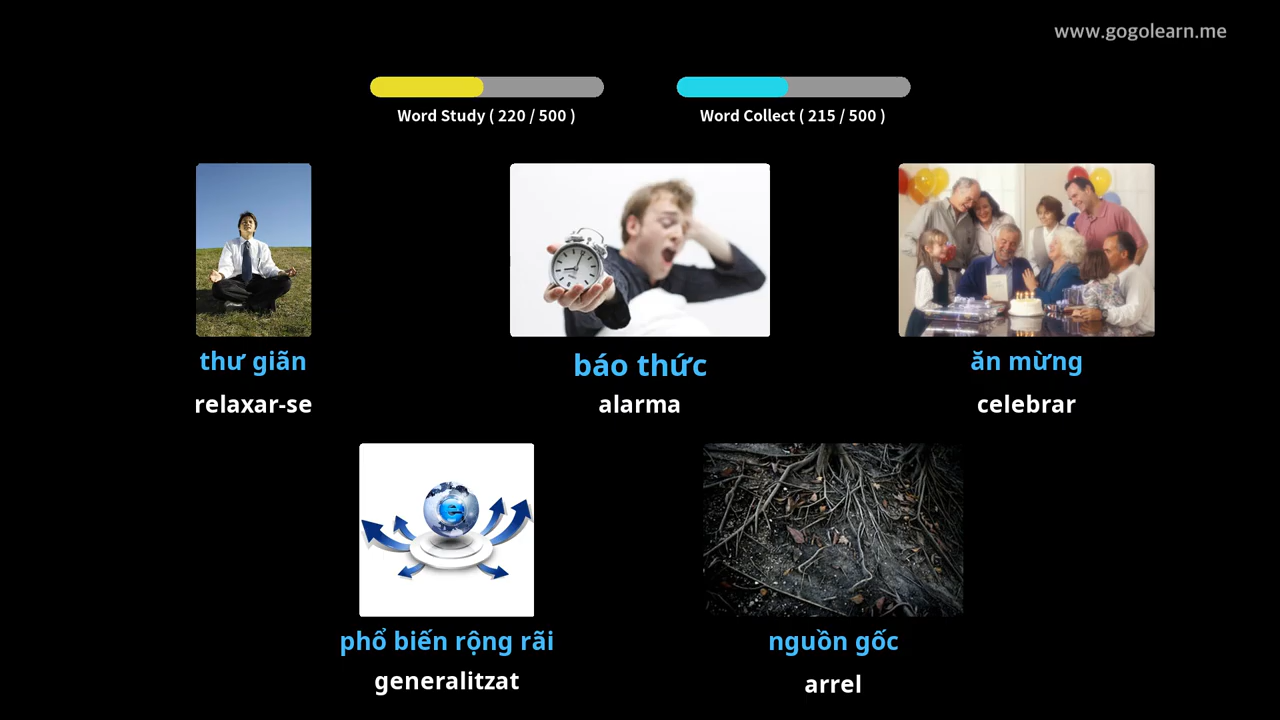 www.gogolearn.me
Word Study ( 220 / 500 )
Word Collect ( 215 / 500 )
thư giãn
relaxar-se
báo thức
alarma
ăn mừng
celebrar
phổ biến rộng rãi
generalitzat
nguồn gốc
arrel